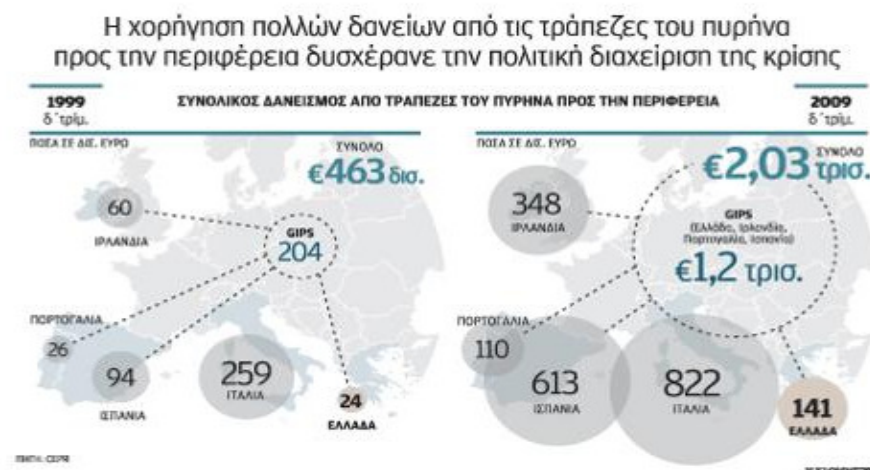 Η χορήγηση πολλών δανείων από τις τράπεζες του πυρήνα
προς την περιφέρεια δυσχέρανε την πολιτική διαχείριση της κρίσης
1999
δ΄τρίμ.
ΣΥΝΟΛΙΚΟΣ ΔΑΝΕΙΣΜΟΣ ΑΠΟ ΤΡΑΠΕΖΕΣ ΤΟΥ ΠΥΡΗΝΑ ΠΡΟΣ ΤΗΝ ΠΕΡΙΦΕΡΕΙΑ
2009
δ΄τρίμ.
ΠΟΣΑ ΣΕ ΔΙΣ. ΕΥΡΩ
ΣΥΝΟΛΟ
€463 δισ.
60
ΙΡΛΑΝΔΙΑ
GIPS
204
ΠΟΡΤΟΓΑΛΙΑ
26
94
ΙΣΠΑΝΙΑ
259
ΙΤΑΛΙΑ
24
ΕΛΛΑΔΑ
ΠΟΣΑ ΣΕ ΔΙΣ. ΕΥΡΩ
ΣΥΝΟΛΟ
€2,03 τρισ.
348
ΙΡΛΑΝΔΙΑ
GIPS
(Ελλάδα, Ιρλανδία,
Πορτογαλία, Ισπανία)
€1,2 τρισ.
ΠΟΡΤΟΓΑΛΙΑ
110
613
ΙΣΠΑΝΙΑ
822
ΙΤΑΛΙΑ
141
ΕΛΛΑΔΑ
ΠΗΓΗ: CEPR